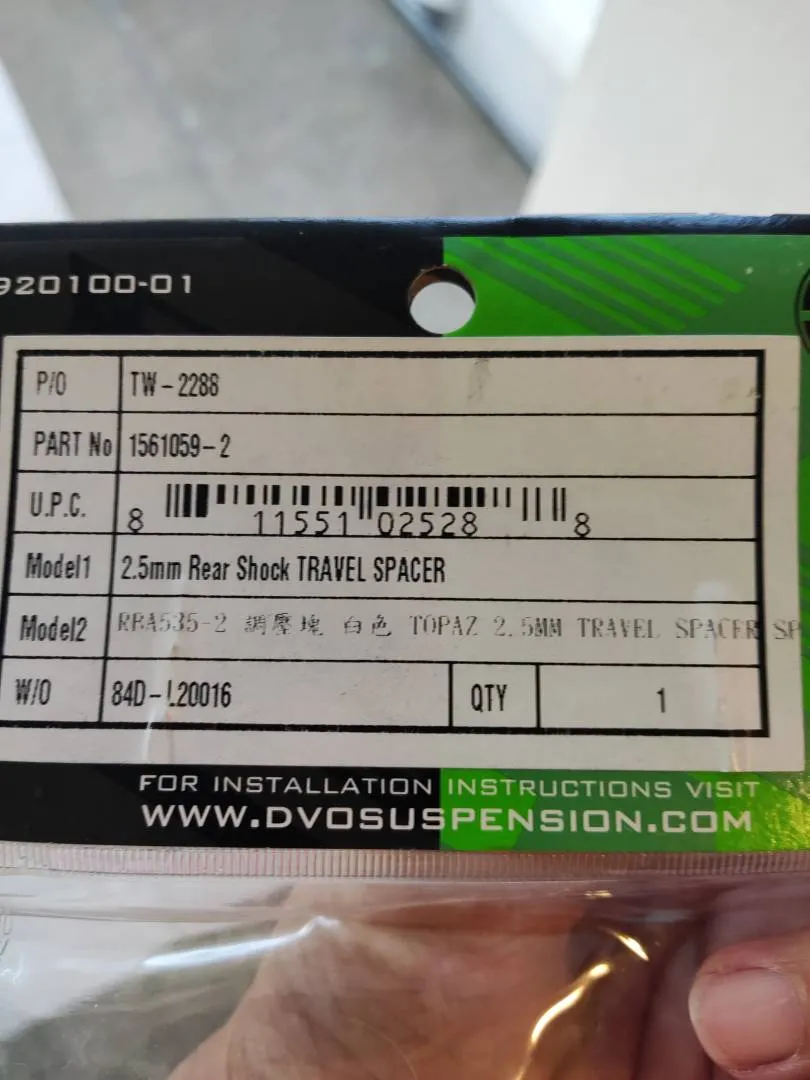 920100-01
P/O TW-2288
PART No 1561059-2
U.P.C. 8 11551 02528 8
Model1 2.5mm Rear Shock TRAVEL SPACER
Model2 RBA535-2 調壓塊 白色 TOPAZ 2.5MM TRAVEL SPACER SP
W/O 84D-L20016 QTY 1
FOR INSTALLATION INSTRUCTIONS VISIT
WWW.DVOSUSPENSION.COM